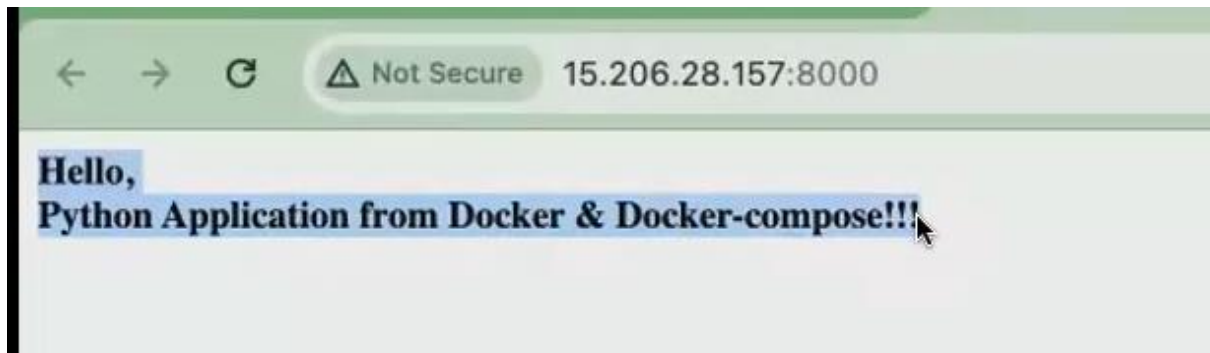 Not Secure 15.206.28.157:8000
Hello,
Python Application from Docker & Docker-compose!!!